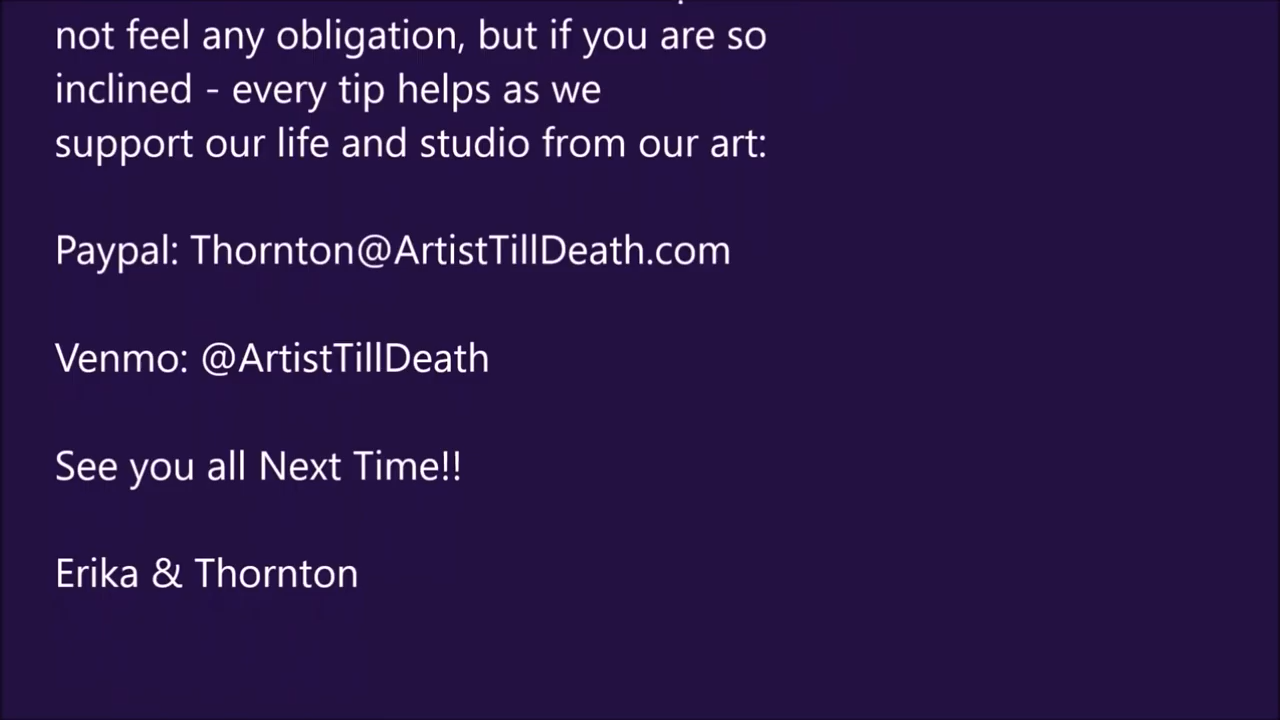 not feel any obligation, but if you are so
inclined - every tip helps as we
support our life and studio from our art:
Paypal: Thornton@ArtistTillDeath.com
Venmo: @ArtistTillDeath
See you all Next Time!!
Erika & Thornton